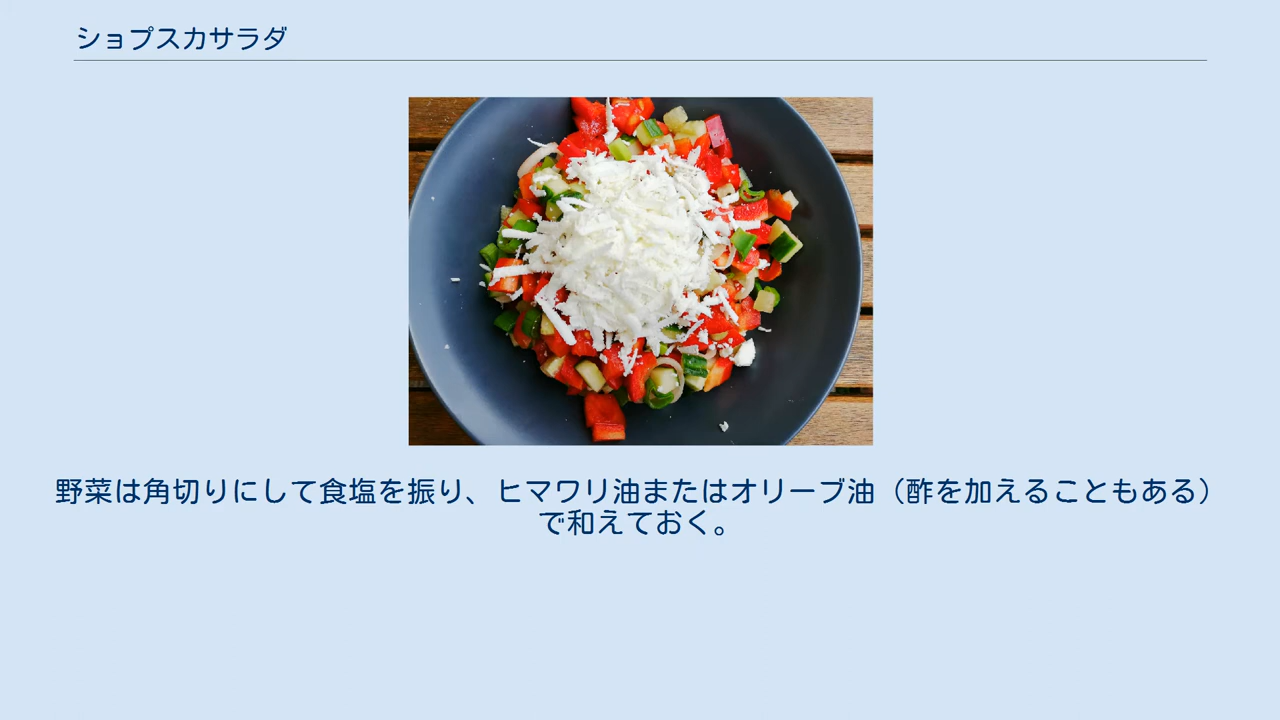 ショプスカサラダ
野菜は角切りにして食塩を振り、ヒマワリ油またはオリーブ油（酢を加えることもある）
で和えておく。